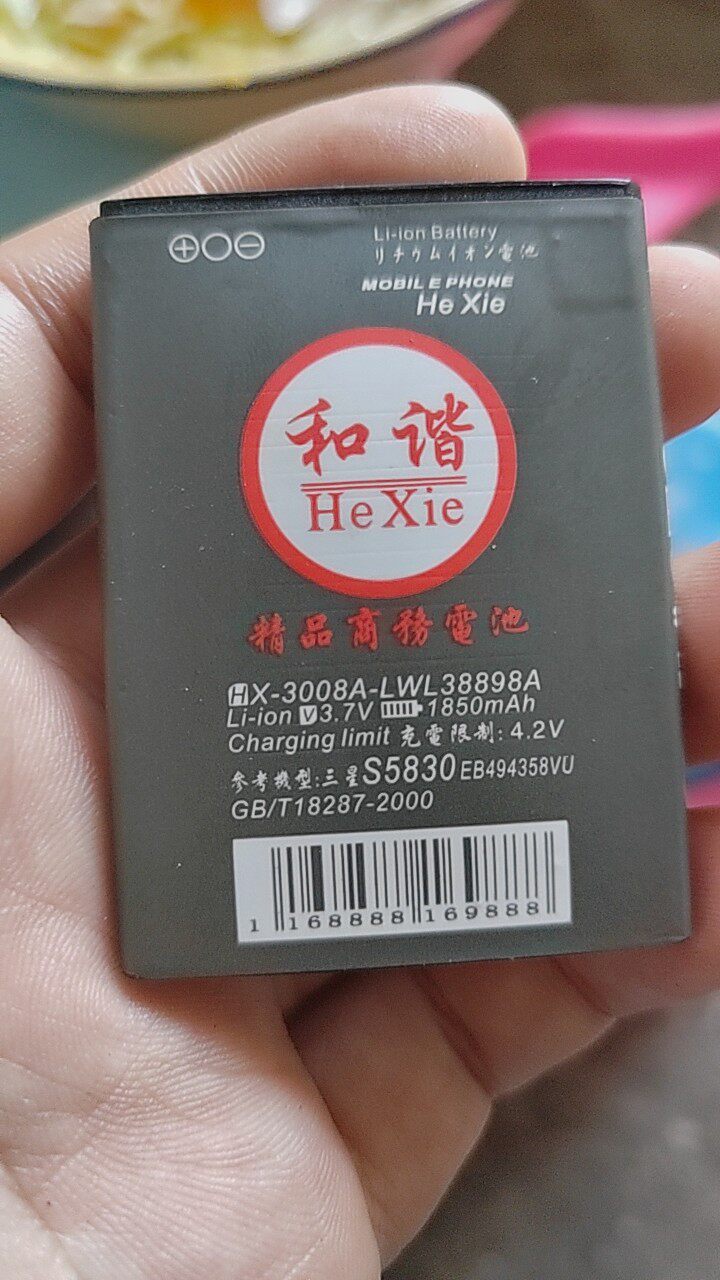 Li-ion Battery
リチウムイオン電池
MOBILE PHONE
He Xie
和谐
HeXie
精品商務電池
HX-3008A-LWL38898A
Li-ion V 3.7V 1850mAh
Charging limit 充電限制: 4.2V
參考機型:三星S5830 EB494358VU
GB/T18287-2000
1 168888 169888